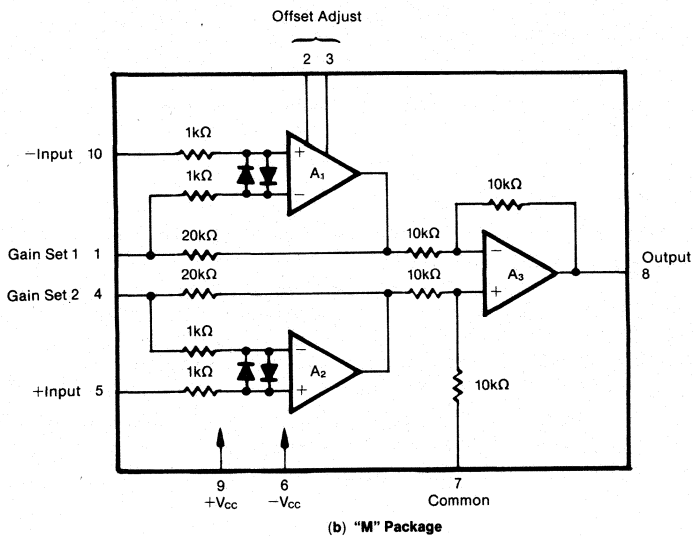 Offset Adjust
2 3
1kΩ
−Input 10
+
A₁
1kΩ
−
10kΩ
20kΩ
10kΩ
Gain Set 1 1
−
Output
8
20kΩ
10kΩ
A₃
Gain Set 2 4
+
1kΩ
−
1kΩ
A₂
10kΩ
+Input 5
+
9
+Vcc
6
−Vcc
7
Common
(b) “M” Package